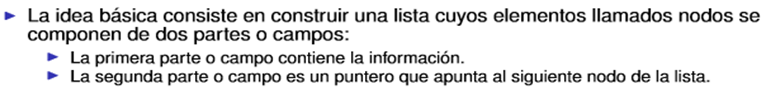 La idea básica consiste en construir una lista cuyos elementos llamados nodos se
componen de dos partes o campos:
La primera parte o campo contiene la información.
La segunda parte o campo es un puntero que apunta al siguiente nodo de la lista.